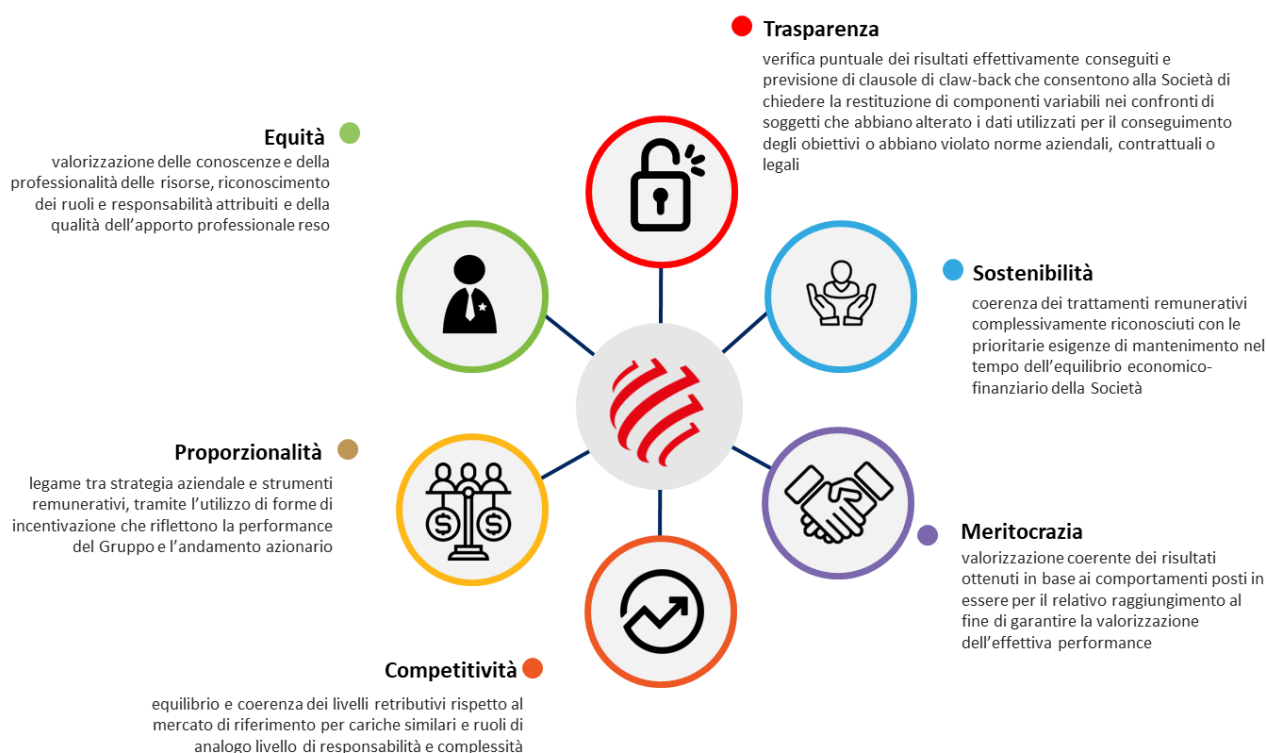 Trasparenza
verifica puntuale dei risultati effettivamente conseguiti e
previsione di clausole di claw-back che consentono alla Società di
chiedere la restituzione di componenti variabili nei confronti di
soggetti che abbiano alterato i dati utilizzati per il conseguimento
degli obiettivi o abbiano violato norme aziendali, contrattuali o
legali
Equità
valorizzazione delle conoscenze e della
professionalità delle risorse, riconoscimento
dei ruoli e responsabilità attribuiti e della
qualità dell’apporto professionale reso
Sostenibilità
coerenza dei trattamenti remunerativi
complessivamente riconosciuti con le
prioritarie esigenze di mantenimento nel
tempo dell’equilibrio economico-
finanziario della Società
Proporzionalità
legame tra strategia aziendale e strumenti
remunerativi, tramite l’utilizzo di forme di
incentivazione che riflettono la performance
del Gruppo e l’andamento azionario
$ $
Meritocrazia
valorizzazione coerente dei risultati
ottenuti in base ai comportamenti posti in
essere per il relativo raggiungimento al
fine di garantire la valorizzazione
dell’effettiva performance
Competitività
equilibrio e coerenza dei livelli retributivi rispetto al
mercato di riferimento per cariche similari e ruoli di
analogo livello di responsabilità e complessità